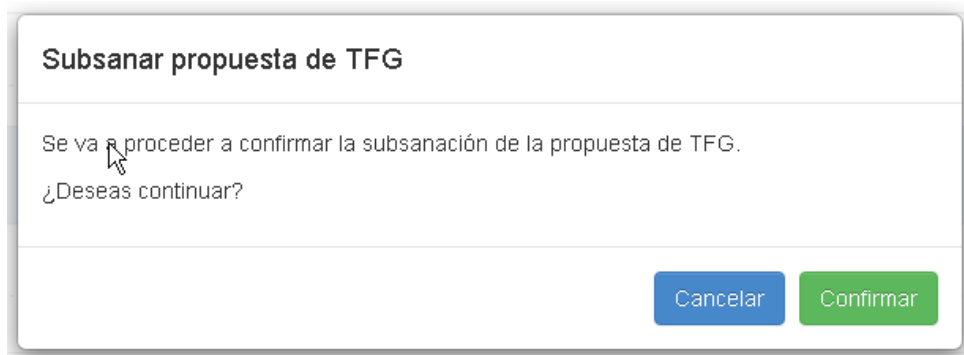 Subsanar propuesta de TFG
Se va a proceder a confirmar la subsanación de la propuesta de TFG.
¿Deseas continuar?
Cancelar
Confirmar